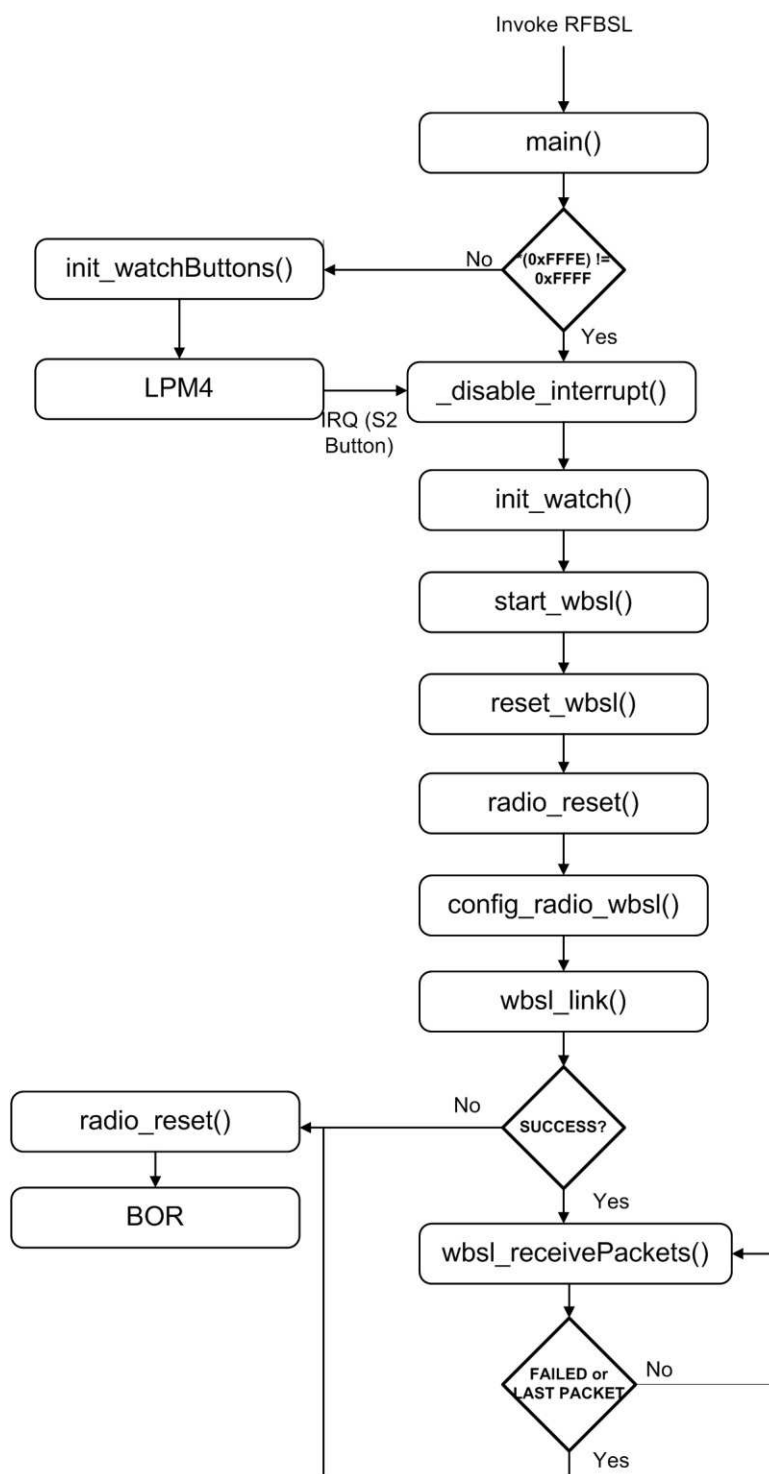 Invoke RFBSL
main()
*(0xFFFE) !=
0xFFFF
No
init_watchButtons()
Yes
LPM4
_disable_interrupt()
IRQ (S2
Button)
init_watch()
start_wbsl()
reset_wbsl()
radio_reset()
config_radio_wbsl()
wbsl_link()
No
radio_reset()
SUCCESS?
BOR
Yes
wbsl_receivePackets()
FAILED or
LAST PACKET
No
Yes